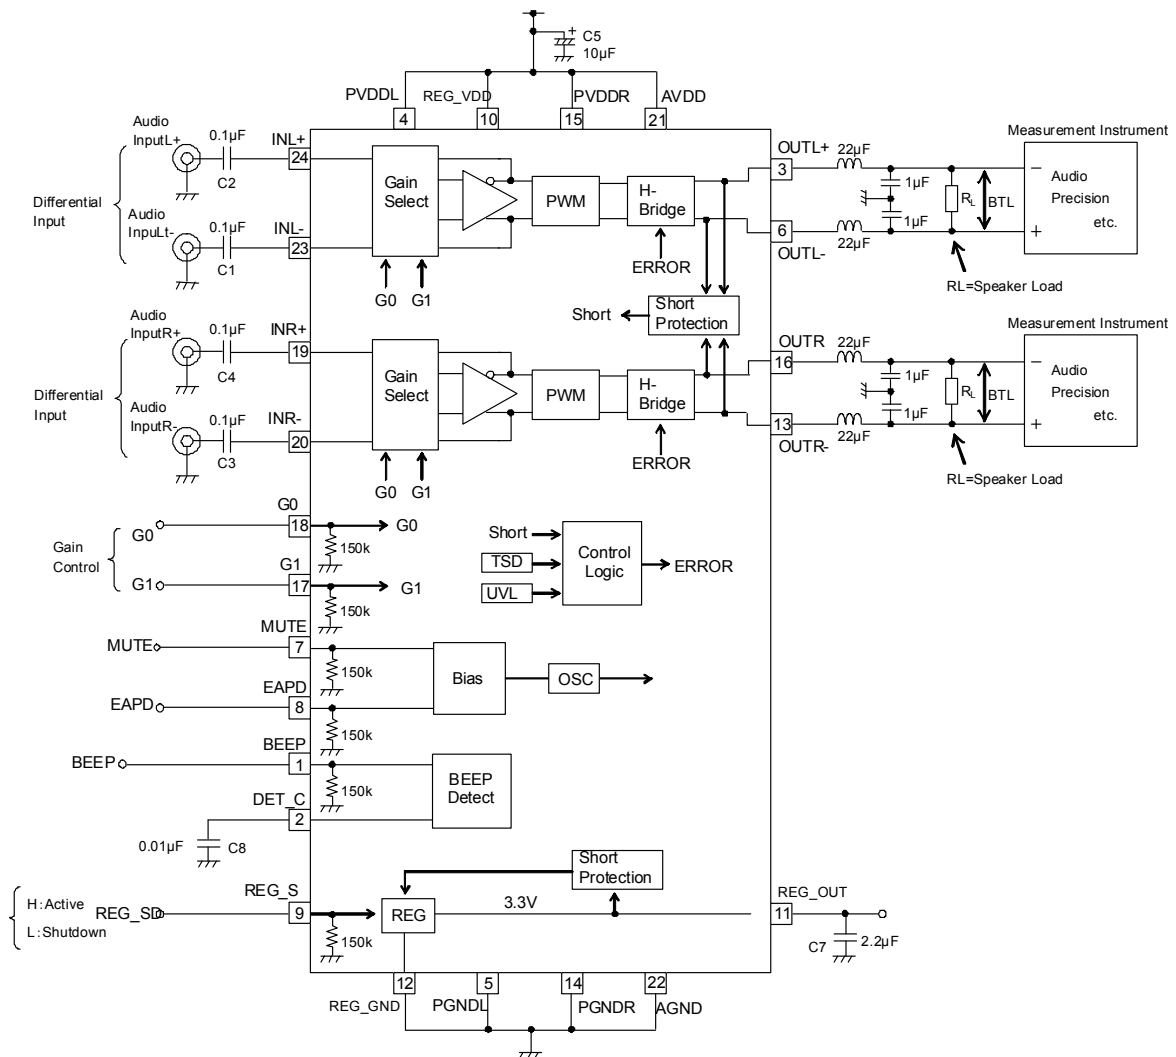 C5
10µF
PVDDL
REG_VDD
PVDDR
AVDD
4
10
15
21
Audio
InputL+
0.1µF
INL+
24
C2
Differential
Input
Audio
InpuLt-
0.1µF
INL-
23
C1
Gain
Select
PWM
H-
Bridge
G0
G1
ERROR
OUTL+
3
22µF
1µF
1µF
RL
BTL
6
OUTL-
22µF
Measurement Instrument
−
Audio
Precision
etc.
+
RL=Speaker Load
Short
Short
Protection
Audio
InputR+
0.1µF
INR+
19
C4
Differential
Input
Audio
InputR-
0.1µF
INR-
20
C3
Gain
Select
PWM
H-
Bridge
G0
G1
ERROR
OUTR
16
22µF
1µF
1µF
RL
BTL
13
OUTR-
22µF
Measurement Instrument
−
Audio
Precision
etc.
+
RL=Speaker Load
Gain
Control
G0
G0
18
G0
150k
G1
G1
17
G1
150k
Short
TSD
UVL
Control
Logic
ERROR
MUTE
MUTE
7
150k
EAPD
EAPD
8
150k
Bias
OSC
BEEP
BEEP
1
150k
DET_C
2
0.01µF
C8
BEEP
Detect
H:Active
L:Shutdown
REG_SD
REG_S
9
150k
REG
3.3V
Short
Protection
REG_OUT
11
C7
2.2µF
12
5
14
22
REG_GND
PGNDL
PGNDR
AGND